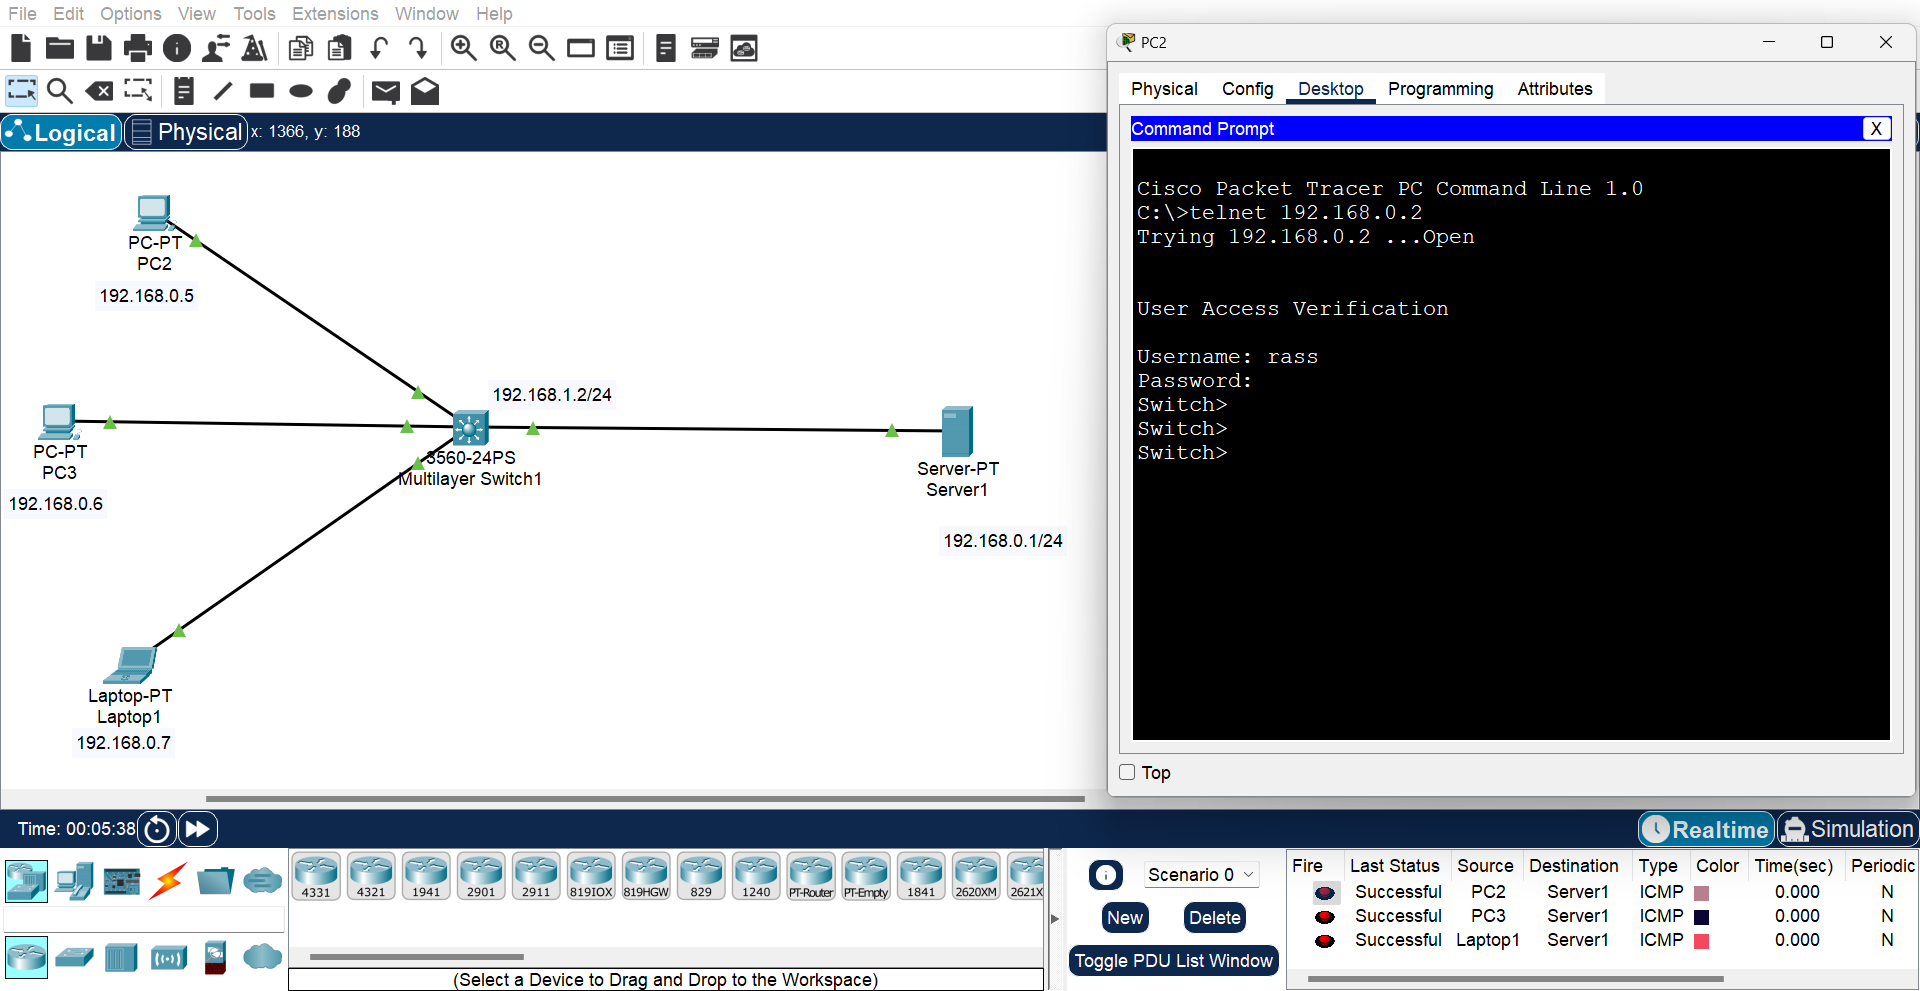 File Edit Options View Tools Extensions Window Help
Logical
Physical
x: 1366, y: 188
PC-PT
PC2
192.168.0.5
192.168.1.2/24
3560-24PS
Multilayer Switch1
PC-PT
PC3
192.168.0.6
Server-PT
Server1
192.168.0.1/24
Laptop-PT
Laptop1
192.168.0.7
PC2
Physical Config Desktop Programming Attributes
Command Prompt
X
Cisco Packet Tracer PC Command Line 1.0
C:\>telnet 192.168.0.2
Trying 192.168.0.2 ...Open
User Access Verification
Username: rass
Password:
Switch>
Switch>
Switch>
Top
Time: 00:05:38
Realtime
Simulation
4331 4321 1941 2901 2911 819IOX 819HGW 829 1240 PT-Router PT-Empty 1841 2620XM 2621X
(Select a Device to Drag and Drop to the Workspace)
Scenario 0
New
Delete
Toggle PDU List Window
Fire Last Status Source Destination Type Color Time(sec) Periodic
Successful PC2 Server1 ICMP 0.000 N
Successful PC3 Server1 ICMP 0.000 N
Successful Laptop1 Server1 ICMP 0.000 N